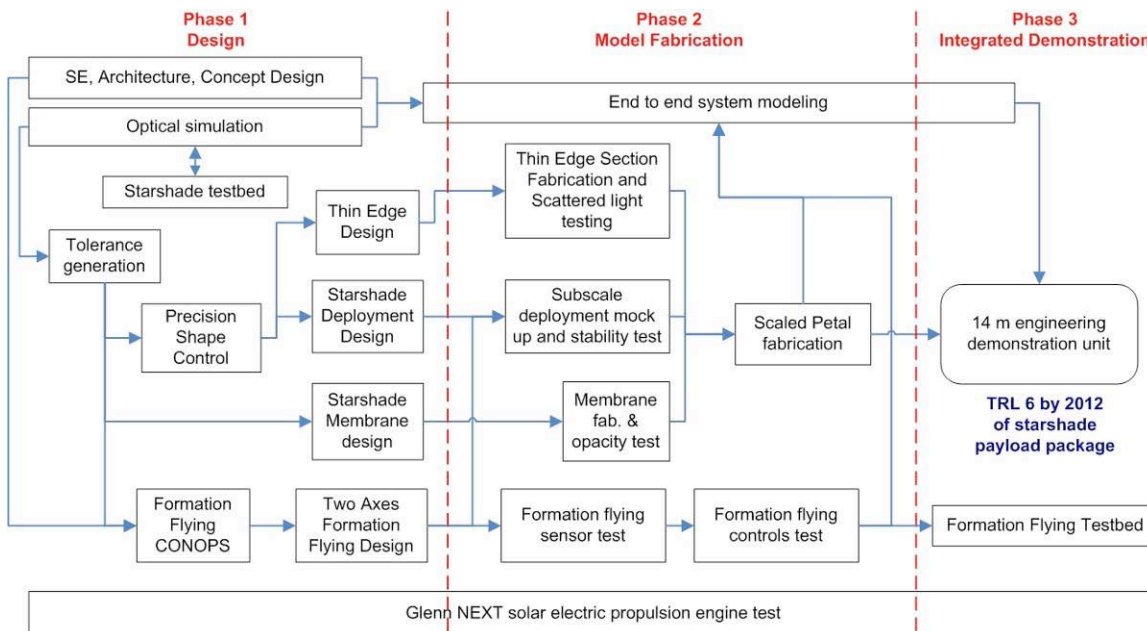 Phase 1
Design
Phase 2
Model Fabrication
Phase 3
Integrated Demonstration
SE, Architecture, Concept Design
End to end system modeling
Optical simulation
Starshade testbed
Thin Edge
Design
Thin Edge Section
Fabrication and
Scattered light
testing
Tolerance
generation
Precision
Shape
Control
Starshade
Deployment
Design
Subscale
deployment mock
up and stability test
Scaled Petal
fabrication
14 m engineering
demonstration unit
Starshade
Membrane
design
Membrane
fab. &
opacity test
TRL 6 by 2012
of starshade
payload package
Formation
Flying
CONOPS
Two Axes
Formation
Flying Design
Formation flying
sensor test
Formation flying
controls test
Formation Flying Testbed
Glenn NEXT solar electric propulsion engine test